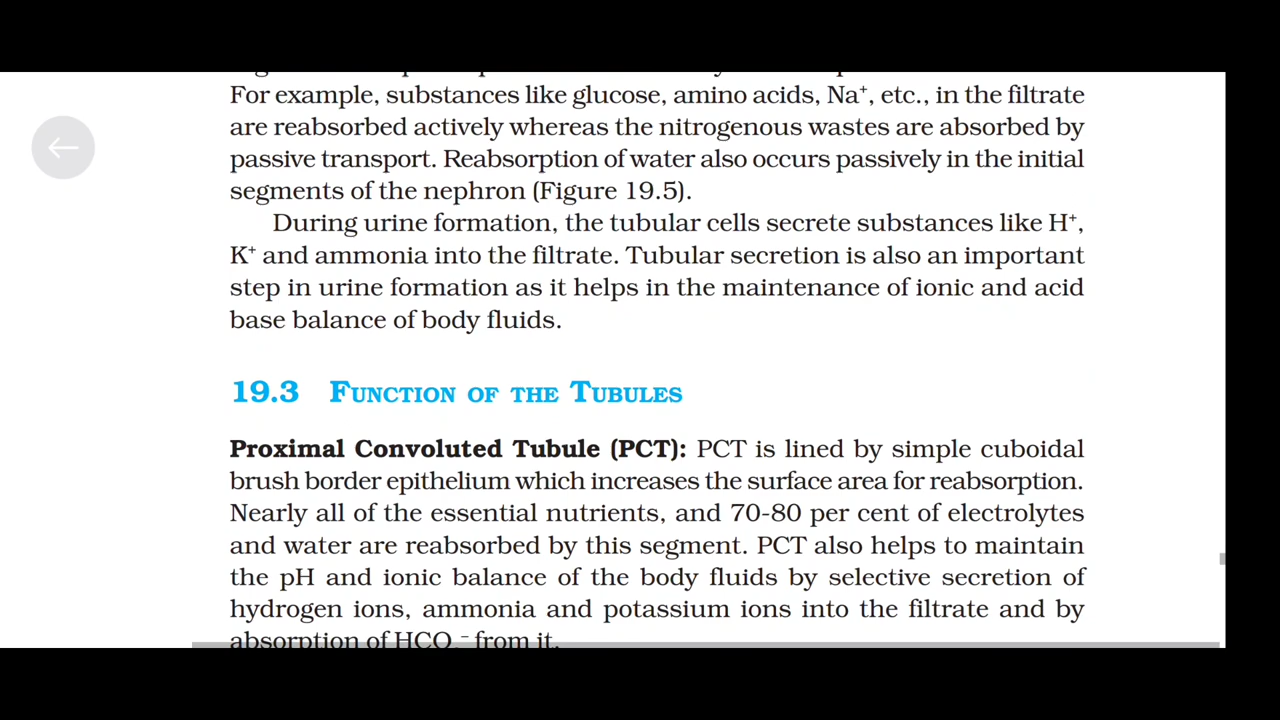 For example, substances like glucose, amino acids, Na⁺, etc., in the filtrate
are reabsorbed actively whereas the nitrogenous wastes are absorbed by
passive transport. Reabsorption of water also occurs passively in the initial
segments of the nephron (Figure 19.5).
During urine formation, the tubular cells secrete substances like H⁺,
K⁺ and ammonia into the filtrate. Tubular secretion is also an important
step in urine formation as it helps in the maintenance of ionic and acid
base balance of body fluids.
19.3 FUNCTION OF THE TUBULES
Proximal Convoluted Tubule (PCT): PCT is lined by simple cuboidal
brush border epithelium which increases the surface area for reabsorption.
Nearly all of the essential nutrients, and 70-80 per cent of electrolytes
and water are reabsorbed by this segment. PCT also helps to maintain
the pH and ionic balance of the body fluids by selective secretion of
hydrogen ions, ammonia and potassium ions into the filtrate and by
absorption of HCO₃⁻ from it.